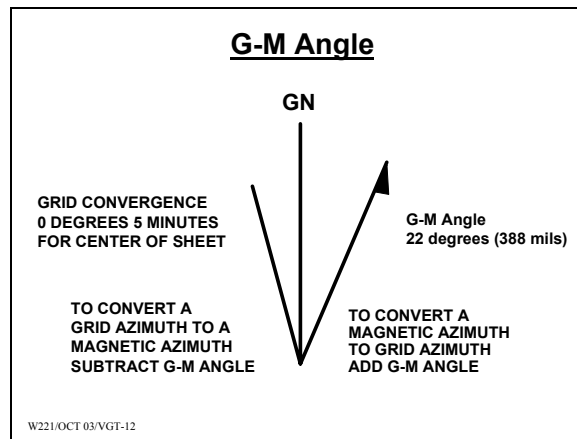 G-M Angle
GN
GRID CONVERGENCE
0 DEGREES 5 MINUTES
FOR CENTER OF SHEET
G-M Angle
22 degrees (388 mils)
TO CONVERT A
GRID AZIMUTH TO A
MAGNETIC AZIMUTH
SUBTRACT G-M ANGLE
TO CONVERT A
MAGNETIC AZIMUTH
TO GRID AZIMUTH
ADD G-M ANGLE
W221/OCT 03/VGT-12